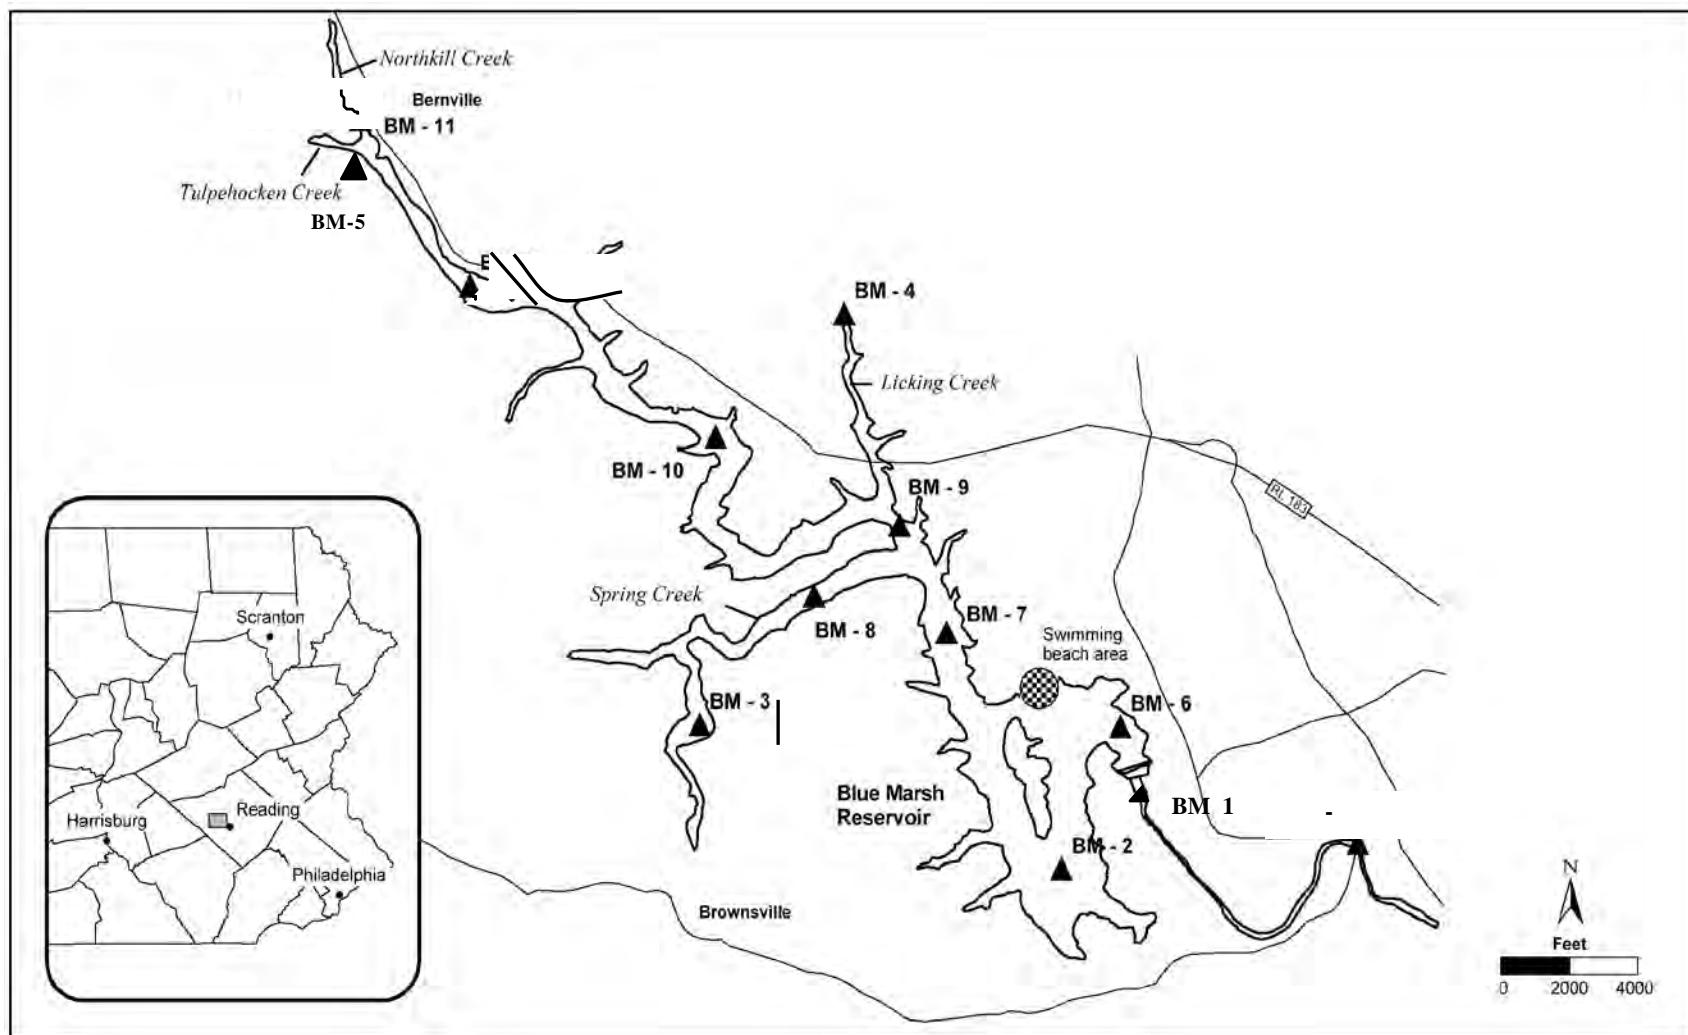 Northkill Creek
Bernville
BM - 11
Tulpehocken Creek
BM-5
BM - 4
Licking Creek
BM - 10
BM - 9
Rt. 183
Spring Creek
BM - 8
BM - 7
Swimming
beach area
BM - 3
BM - 6
Blue Marsh
Reservoir
BM 1
-
BM - 2
Brownsville
Scranton
Reading
Harrisburg
Philadelphia
N
Feet
0 2000 4000